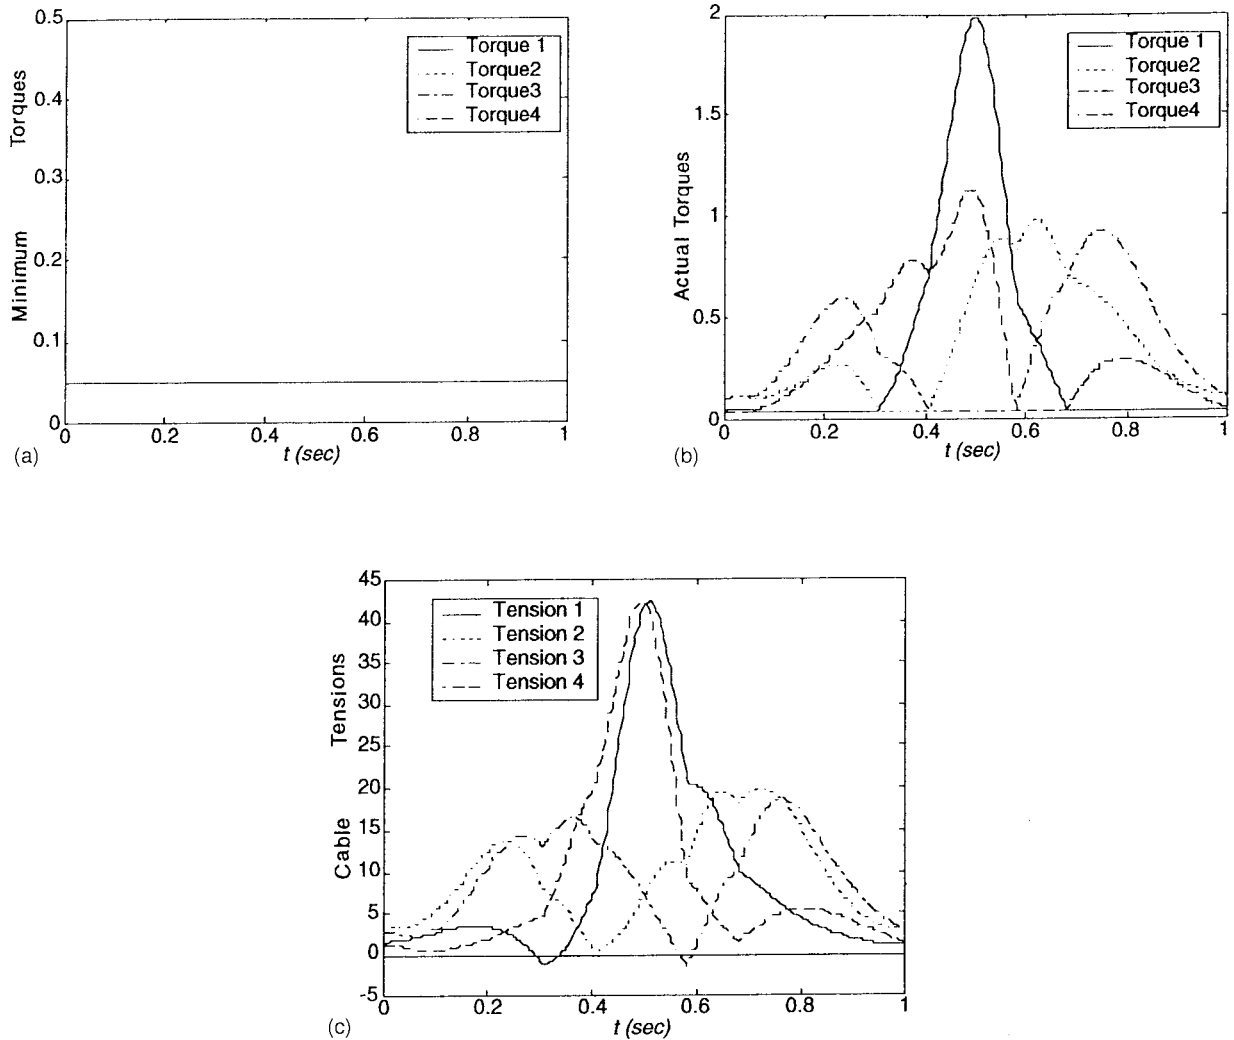 0.5
0.4
0.3
0.2
0.1
0
Minimum Torques
Torque 1
Torque2
Torque3
Torque4
0 0.2 0.4 0.6 0.8 1
t (sec)
(a)
2
1.5
1
0.5
0
Actual Torques
Torque 1
Torque2
Torque3
Torque4
0 0.2 0.4 0.6 0.8 1
t (sec)
(b)
45
40
35
30
25
20
15
10
5
0
-5
Cable Tensions
Tension 1
Tension 2
Tension 3
Tension 4
0 0.2 0.4 0.6 0.8 1
t (sec)
(c)